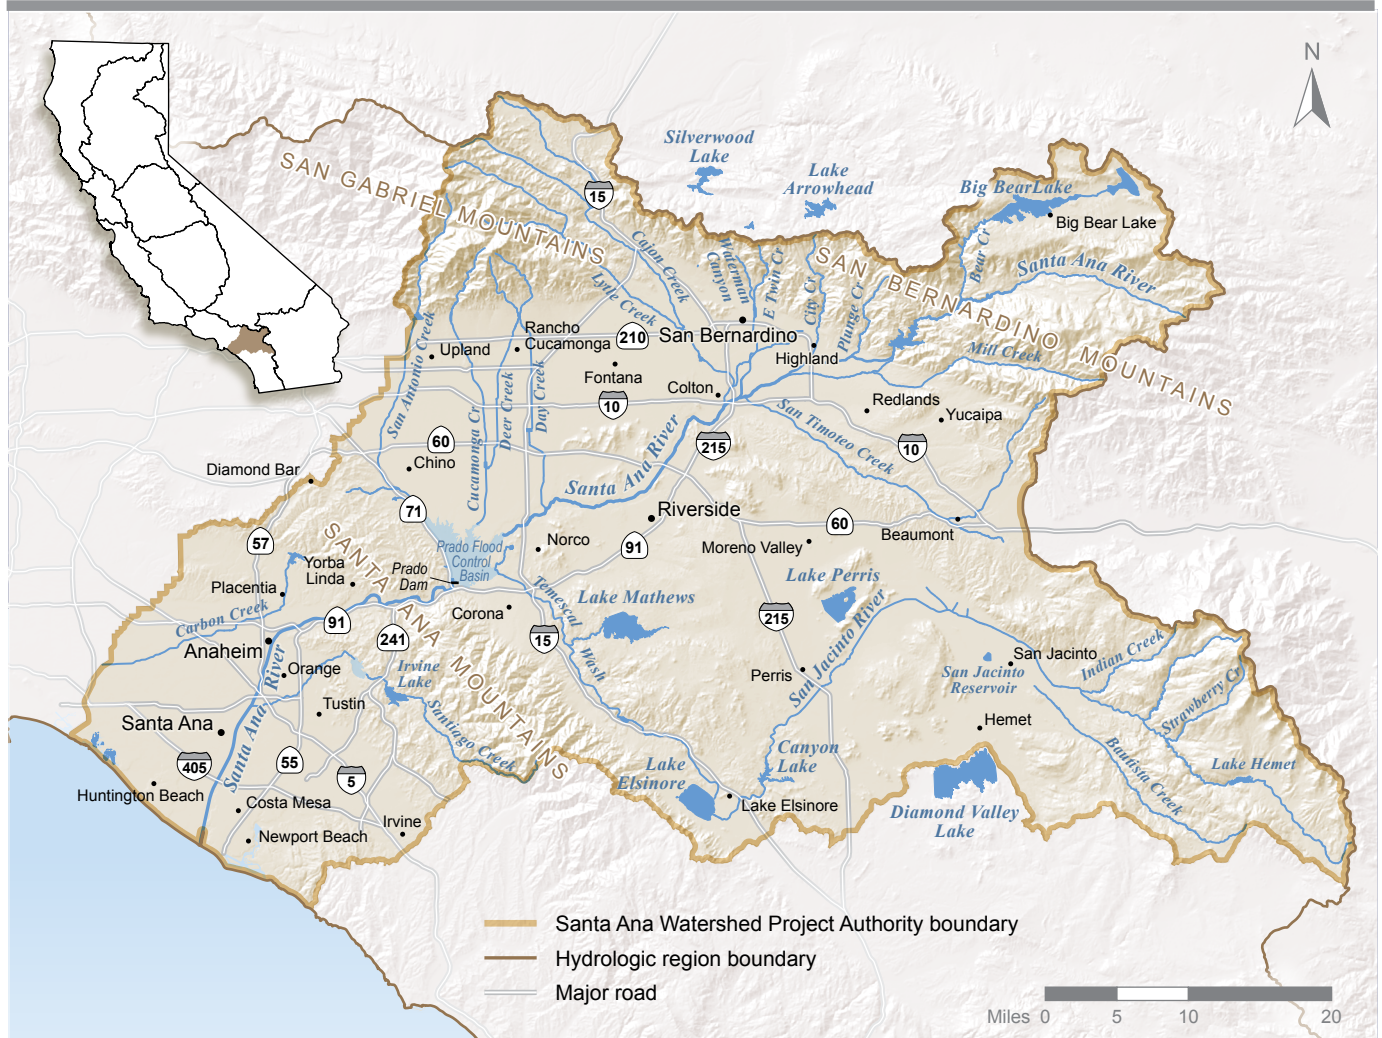 N
Silverwood
Lake
Lake
Arrowhead
Big BearLake
Big Bear Lake
SAN GABRIEL MOUNTAINS
15
Cajon Creek
Lytle Creek
Waterman
Canyon
E Twin Cr
City Cr
Plunge Cr
Bear Cr
Santa Ana River
SAN BERNARDINO MOUNTAINS
Mill Creek
San Antonio Creek
Upland
Rancho
Cucamonga
210
San Bernardino
Highland
Fontana
Colton
10
Redlands
Yucaipa
Cucamonga Cr
Deer Creek
Day Creek
60
Chino
Diamond Bar
Santa Ana River
215
San Timoteo Creek
10
71
57
Riverside
91
60
Beaumont
Moreno Valley
Norco
Prado Flood
Control
Basin
Prado
Dam
Yorba
Linda
Placentia
SANTA ANA MOUNTAINS
Carbon Creek
91
241
Corona
15
Temescal
Wash
Lake Mathews
Lake Perris
215
San Jacinto River
Perris
San Jacinto
San Jacinto
Reservoir
Indian Creek
Strawberry Cr
Hemet
Lake Hemet
Bautista Creek
Anaheim
Santa Ana River
Orange
Irvine
Lake
Tustin
Santa Ana
Santiago Creek
405
55
5
Huntington Beach
Costa Mesa
Newport Beach
Irvine
Lake
Elsinore
Lake Elsinore
Canyon
Lake
Diamond Valley
Lake
Santa Ana Watershed Project Authority boundary
Hydrologic region boundary
Major road
Miles 0 5 10 20